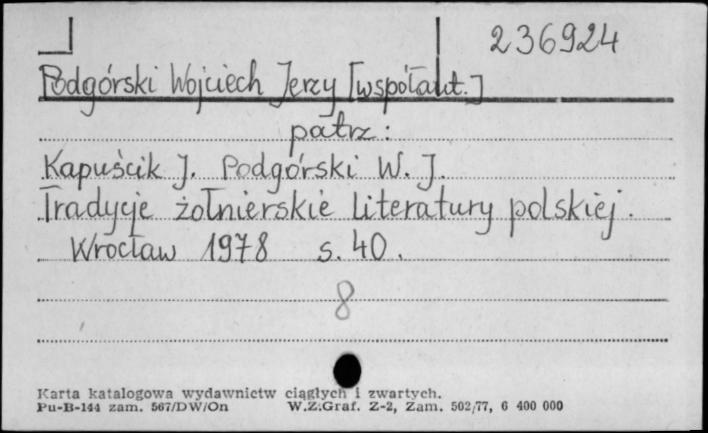 236924
Podgórski Wojciech Jerzy [współaut.]
patrz:
Kapuścik J. Podgórski W. J.
Tradycje żołnierskie literatury polskiej.
Wrocław 1978 s. 40.
8
Karta katalogowa wydawnictw ciągłych i zwartych.
Pu-B-144 zam. 567/DW/On W.Z.Graf. Z-2, Zam. 502/77, 6 400 000